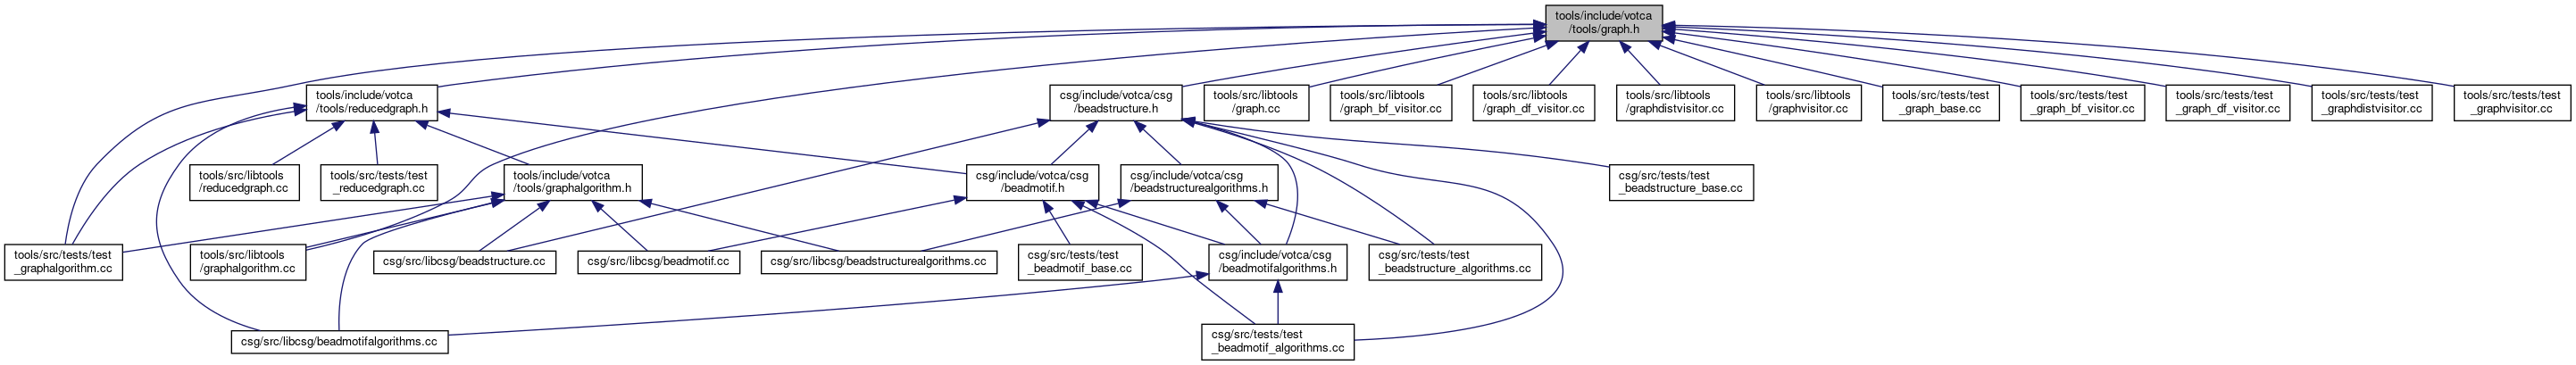 tools/include/votca
/tools/graph.h
tools/include/votca
/tools/reducedgraph.h
csg/include/votca/csg
/beadstructure.h
tools/src/libtools
/graph.cc
tools/src/libtools
/graph_bf_visitor.cc
tools/src/libtools
/graph_df_visitor.cc
tools/src/libtools
/graphdistvisitor.cc
tools/src/libtools
/graphvisitor.cc
tools/src/tests/test
_graph_base.cc
tools/src/tests/test
_graph_bf_visitor.cc
tools/src/tests/test
_graph_df_visitor.cc
tools/src/tests/test
_graphdistvisitor.cc
tools/src/tests/test
_graphvisitor.cc
tools/src/libtools
/reducedgraph.cc
tools/src/tests/test
_reducedgraph.cc
tools/include/votca
/tools/graphalgorithm.h
csg/include/votca/csg
/beadmotif.h
csg/include/votca/csg
/beadstructurealgorithms.h
csg/src/tests/test
_beadstructure_base.cc
tools/src/tests/test
_graphalgorithm.cc
tools/src/libtools
/graphalgorithm.cc
csg/src/libcsg/beadstructure.cc
csg/src/libcsg/beadmotif.cc
csg/src/libcsg/beadstructurealgorithms.cc
csg/src/tests/test
_beadmotif_base.cc
csg/include/votca/csg
/beadmotifalgorithms.h
csg/src/tests/test
_beadstructure_algorithms.cc
csg/src/libcsg/beadmotifalgorithms.cc
csg/src/tests/test
_beadmotif_algorithms.cc